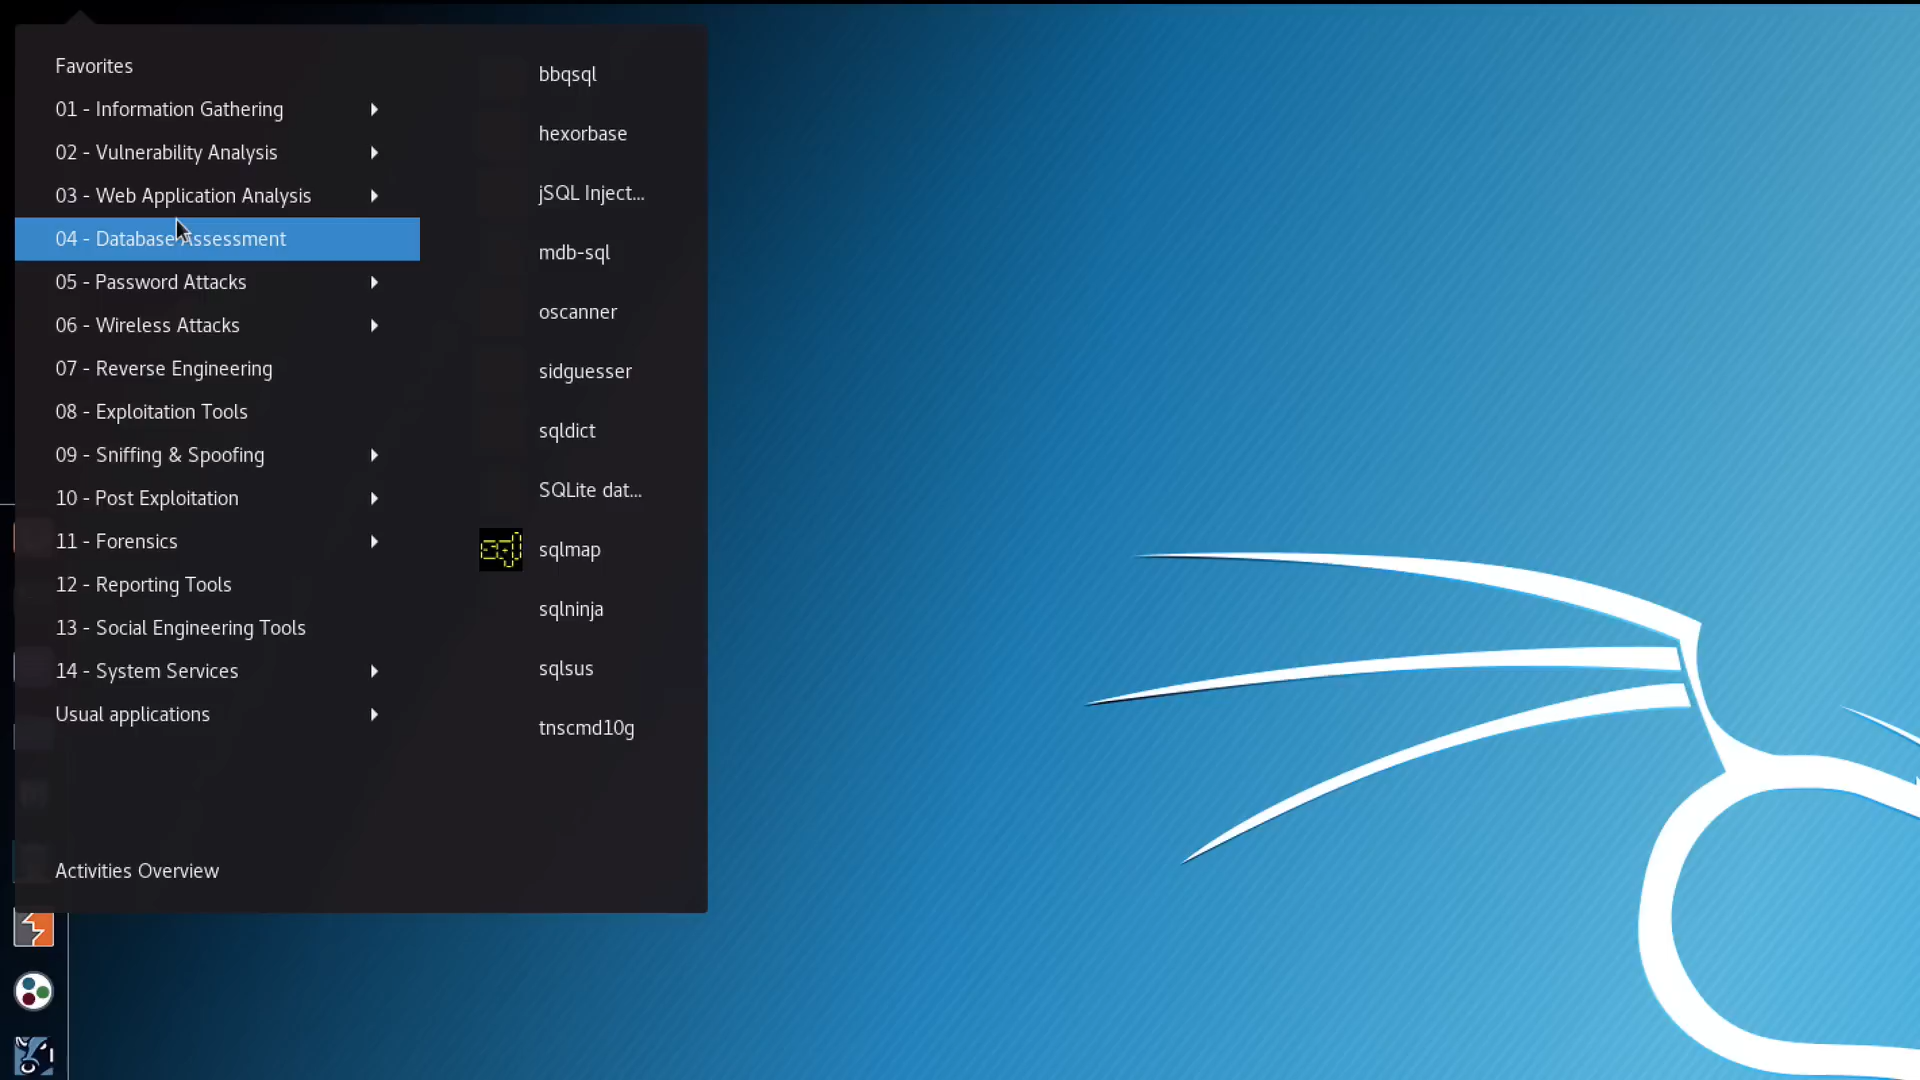 Favorites
01 - Information Gathering
02 - Vulnerability Analysis
03 - Web Application Analysis
04 - Database Assessment
05 - Password Attacks
06 - Wireless Attacks
07 - Reverse Engineering
08 - Exploitation Tools
09 - Sniffing & Spoofing
10 - Post Exploitation
11 - Forensics
12 - Reporting Tools
13 - Social Engineering Tools
14 - System Services
Usual applications
Activities Overview
bbqsql
hexorbase
jSQL Inject...
mdb-sql
oscanner
sidguesser
sqldict
SQLite dat...
sql
sqlmap
sqlninja
sqlsus
tnscmd10g